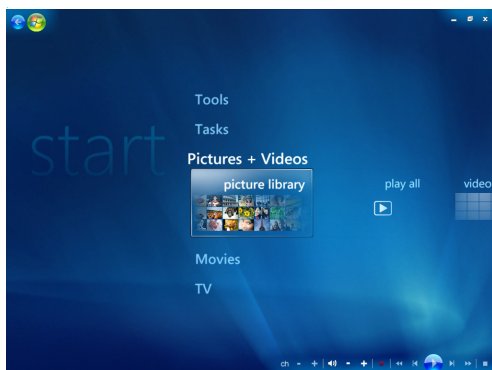 start
Tools
Tasks
Pictures + Videos
picture library
play all
video
Movies
TV
ch - +